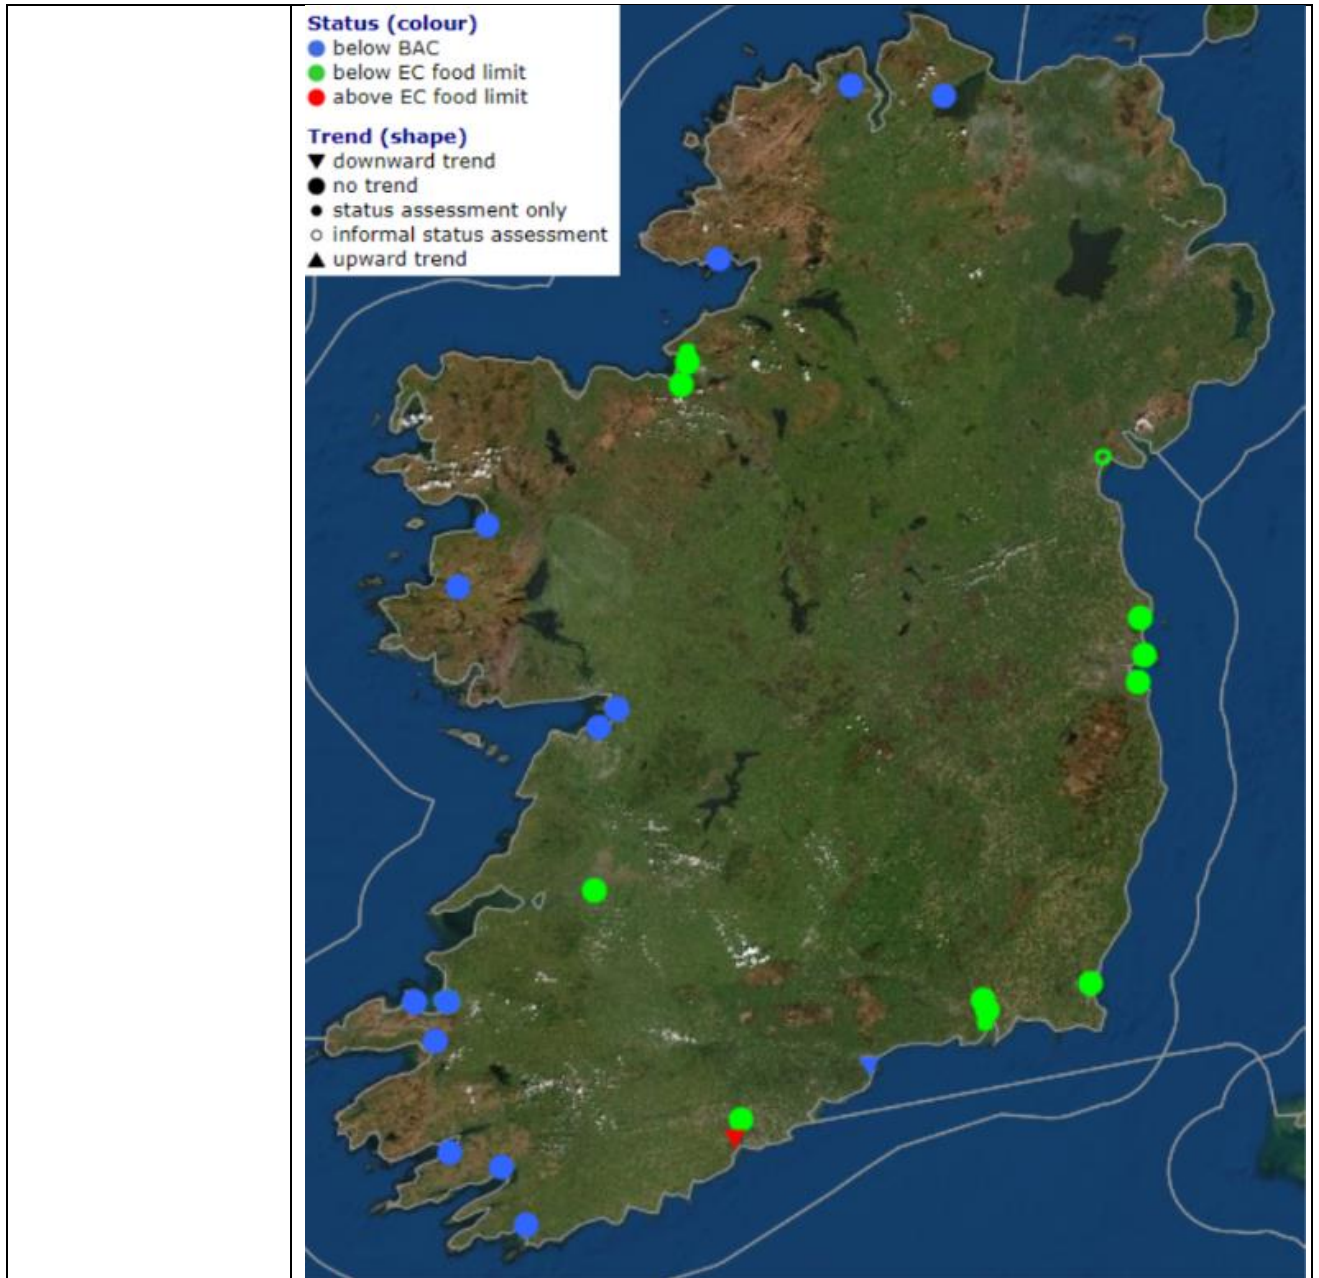 Status (colour)
below BAC
below EC food limit
above EC food limit
Trend (shape)
downward trend
no trend
status assessment only
informal status assessment
upward trend